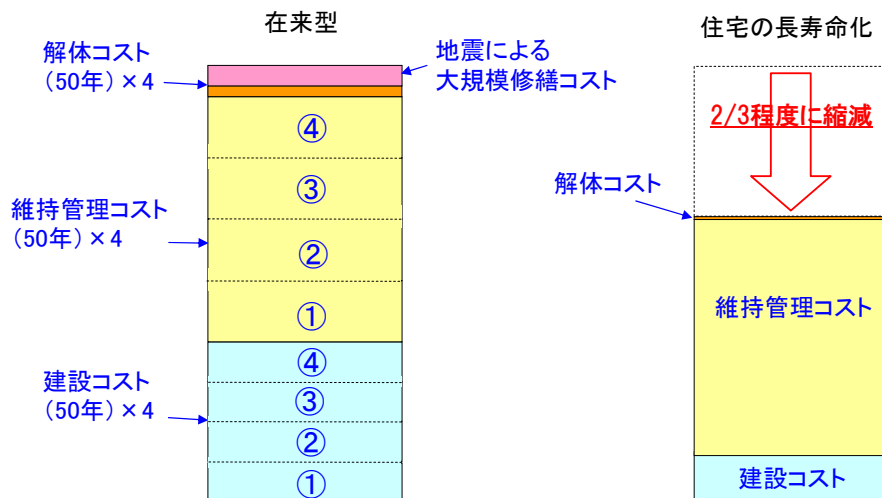 在来型
解体コスト
(50年)×4
地震による
大規模修繕コスト
④
③
維持管理コスト
(50年)×4
②
①
④
建設コスト
(50年)×4
③
②
①
住宅の長寿命化
2/3程度に縮減
解体コスト
維持管理コスト
建設コスト